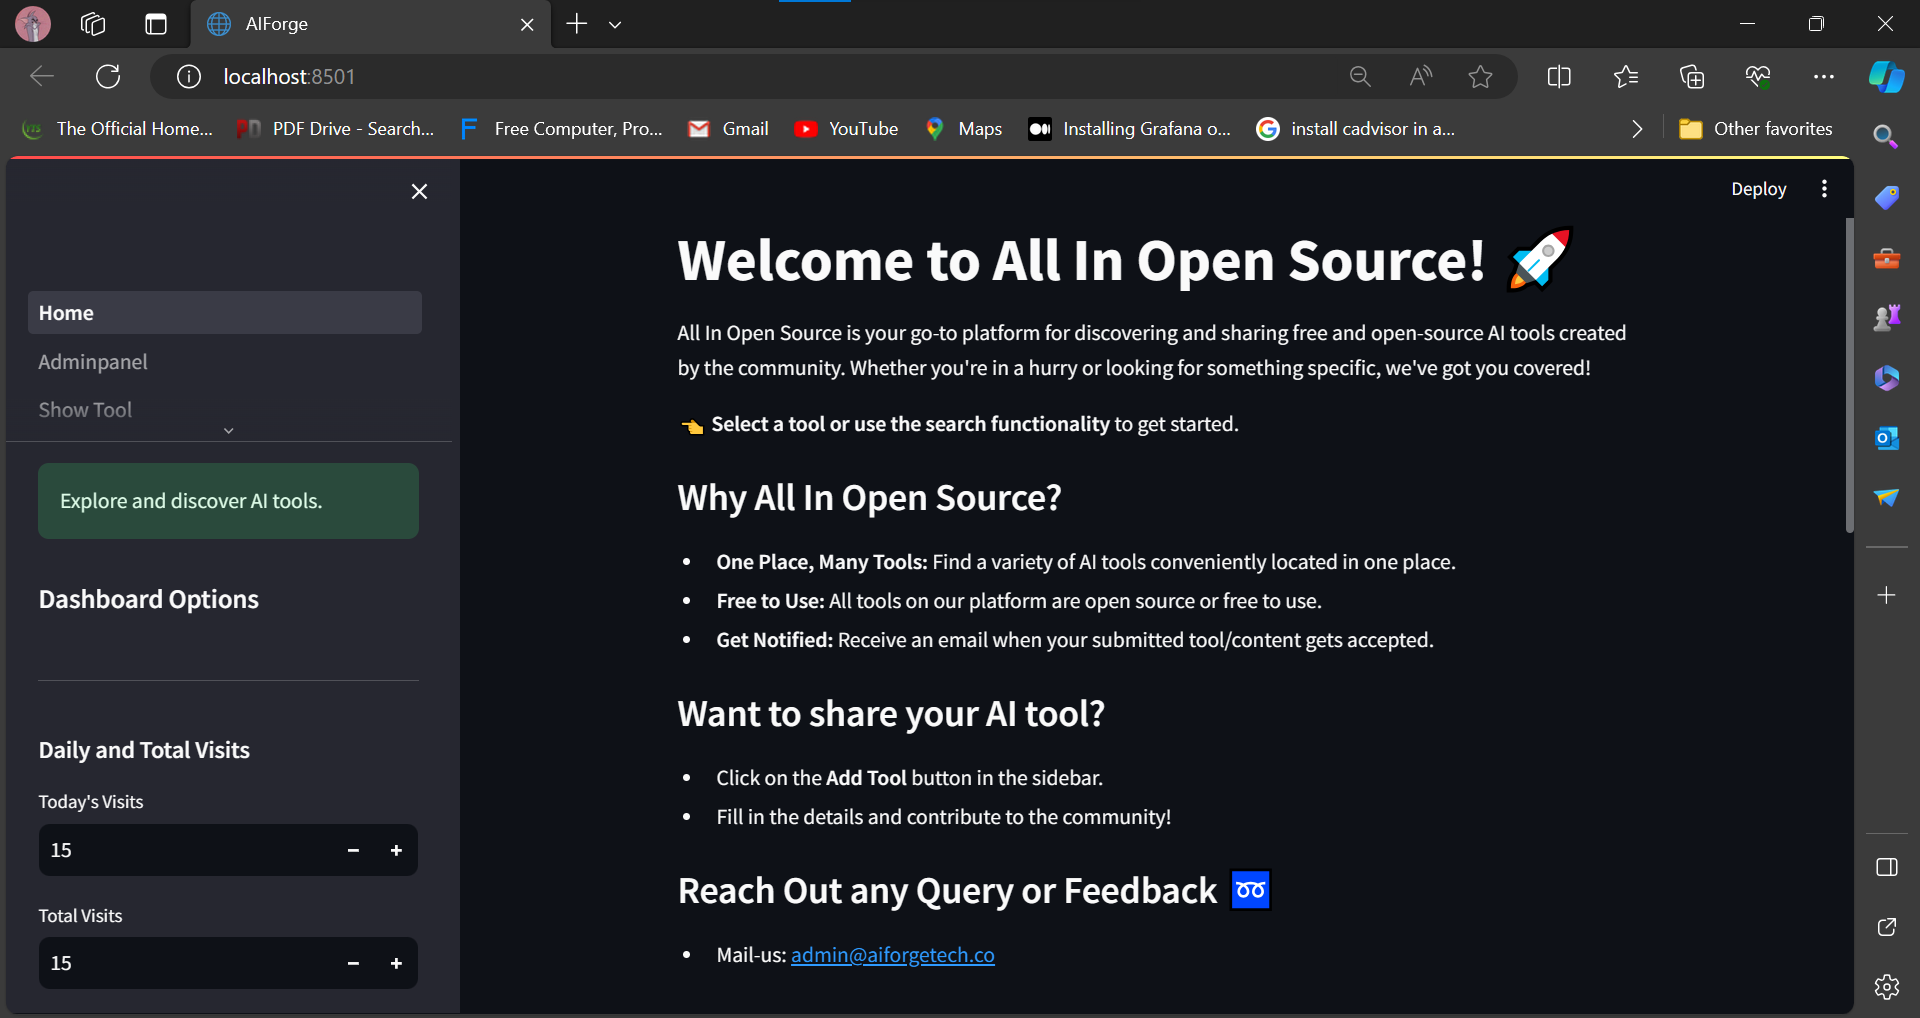 AIForge
localhost:8501
The Official Home...
PDF Drive - Search...
Free Computer, Pro...
Gmail
YouTube
Maps
Installing Grafana o...
install cadvisor in a...
Other favorites
Deploy
Home
Adminpanel
Show Tool
Explore and discover AI tools.
Dashboard Options
Daily and Total Visits
Today's Visits
15
Total Visits
15
Welcome to All In Open Source! 🚀
All In Open Source is your go-to platform for discovering and sharing free and open-source AI tools created
by the community. Whether you're in a hurry or looking for something specific, we've got you covered!
👈 Select a tool or use the search functionality to get started.
Why All In Open Source?
• One Place, Many Tools: Find a variety of AI tools conveniently located in one place.
• Free to Use: All tools on our platform are open source or free to use.
• Get Notified: Receive an email when your submitted tool/content gets accepted.
Want to share your AI tool?
• Click on the Add Tool button in the sidebar.
• Fill in the details and contribute to the community!
Reach Out any Query or Feedback ➿
• Mail-us: admin@aiforgetech.co